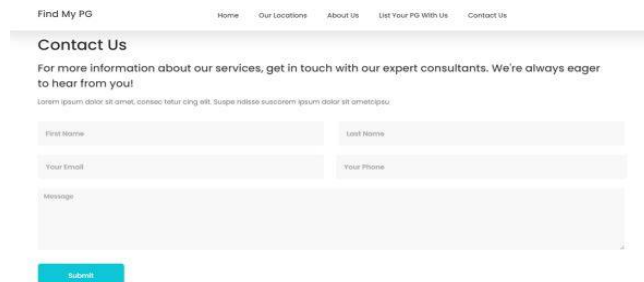 Find My PG
Home Our Locations About Us List Your PG With Us Contact Us
Contact Us
For more information about our services, get in touch with our expert consultants. We're always eager
to hear from you!
Lorem ipsum dolor sit amet, consec tetur cing elit. Suspe ndisse suscorem ipsum dolor sit ametcipsu
First Name Last Name
Your Email Your Phone
Message
Submit